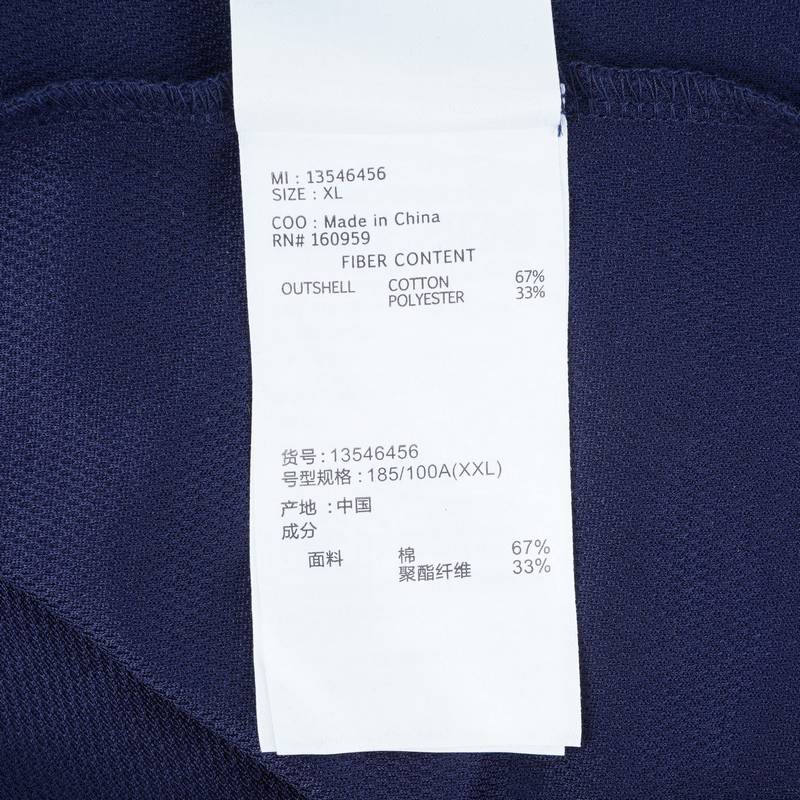 MI : 13546456
SIZE : XL
COO : Made in China
RN# 160959
FIBER CONTENT
OUTSHELL COTTON 67%
POLYESTER 33%
货号:13546456
号型规格:185/100A(XXL)
产地 :中国
成分
面料 棉 67%
聚酯纤维 33%